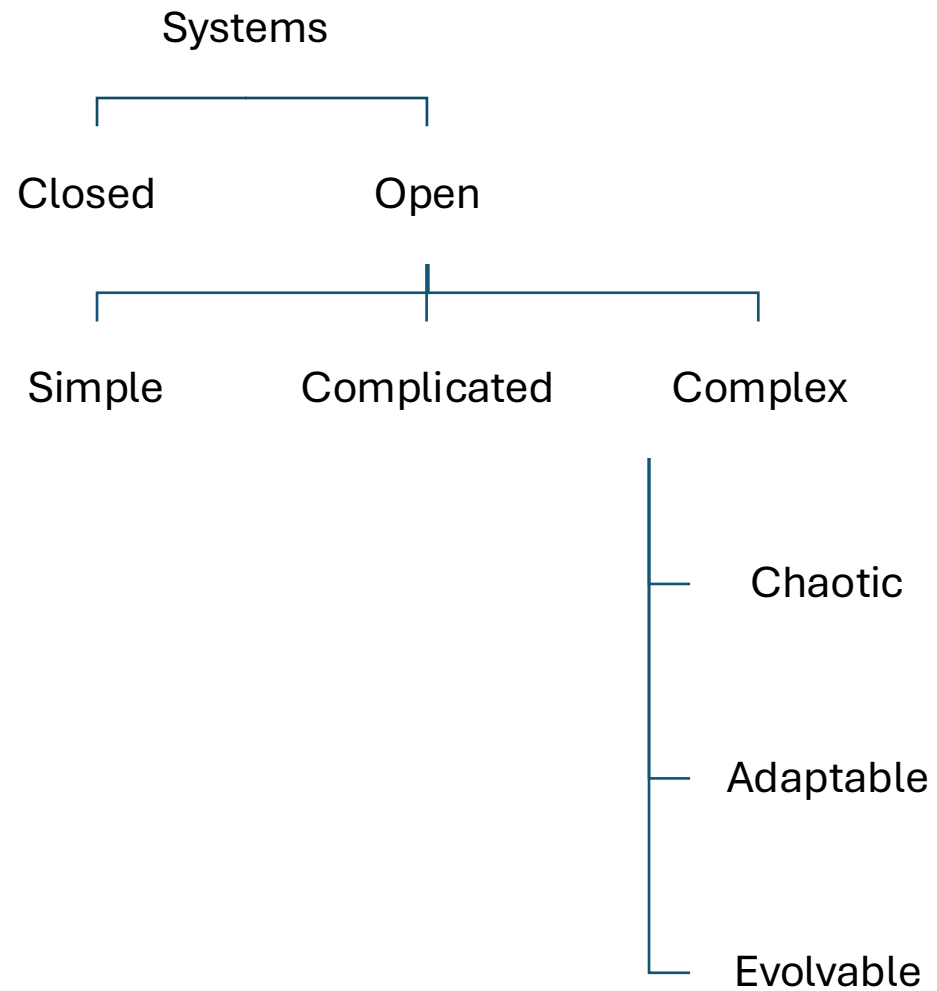 Systems
Closed Open
Simple Complicated Complex
Chaotic
Adaptable
Evolvable